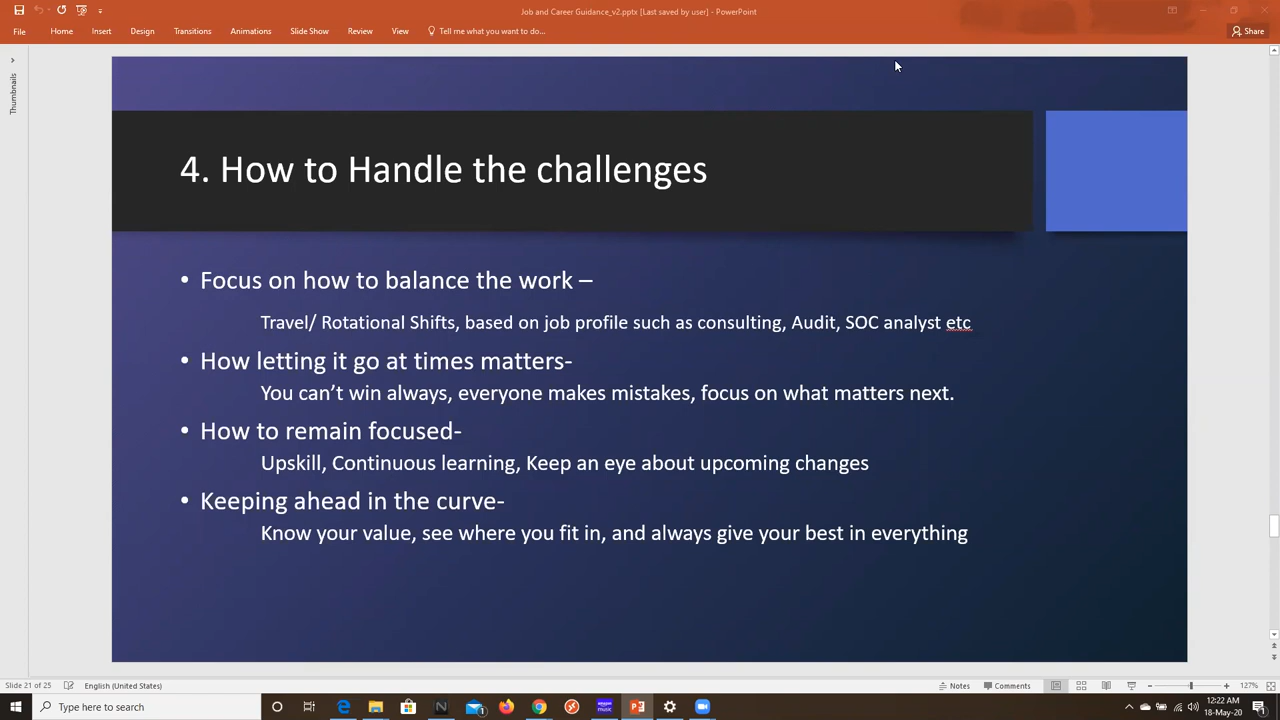 Job and Career Guidance_v2.pptx [Last saved by user] - PowerPoint
File Home Insert Design Transitions Animations Slide Show Review View Tell me what you want to do... Share
Thumbnails
4. How to Handle the challenges
• Focus on how to balance the work –
Travel/ Rotational Shifts, based on job profile such as consulting, Audit, SOC analyst etc
• How letting it go at times matters-
You can’t win always, everyone makes mistakes, focus on what matters next.
• How to remain focused-
Upskill, Continuous learning, Keep an eye about upcoming changes
• Keeping ahead in the curve-
Know your value, see where you fit in, and always give your best in everything
Slide 21 of 25 English (United States) Notes Comments 127%
Type here to search
12:22 AM
18-May-20